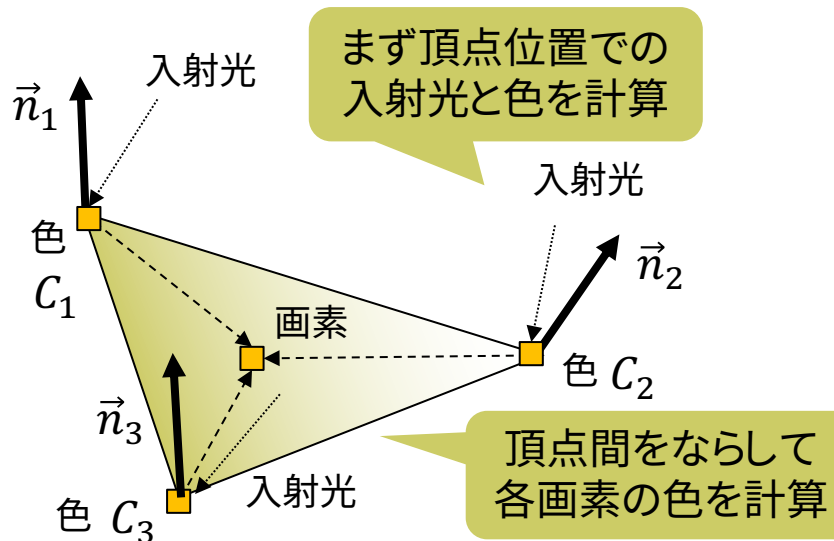 まず頂点位置での
入射光と色を計算
入射光
n⃗₁
入射光
色
C₁
n⃗₂
画素
色 C₂
n⃗₃
頂点間をならして
各画素の色を計算
入射光
色 C₃